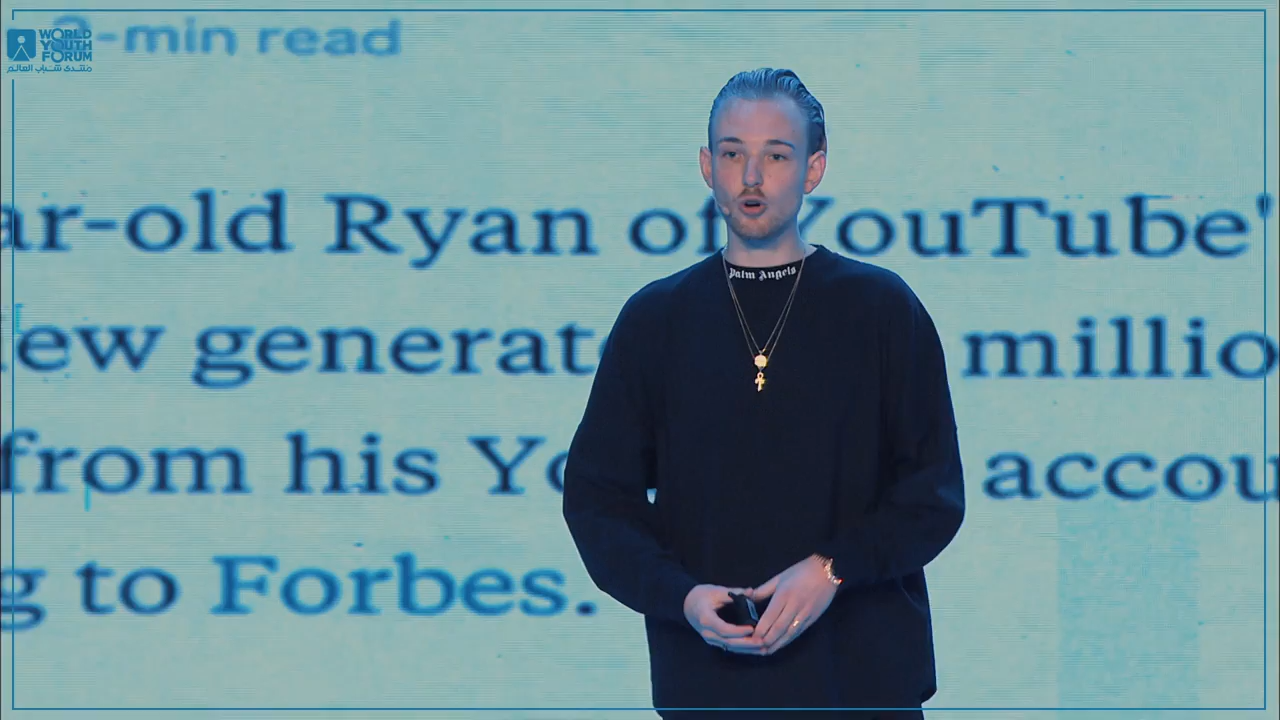 WORLD
YOUTH
FORUM
منتدى شباب العالم
-min read
ar-old Ryan of YouTube'
ew generat millio
from his Yo accou
g to Forbes.
Palm Angels